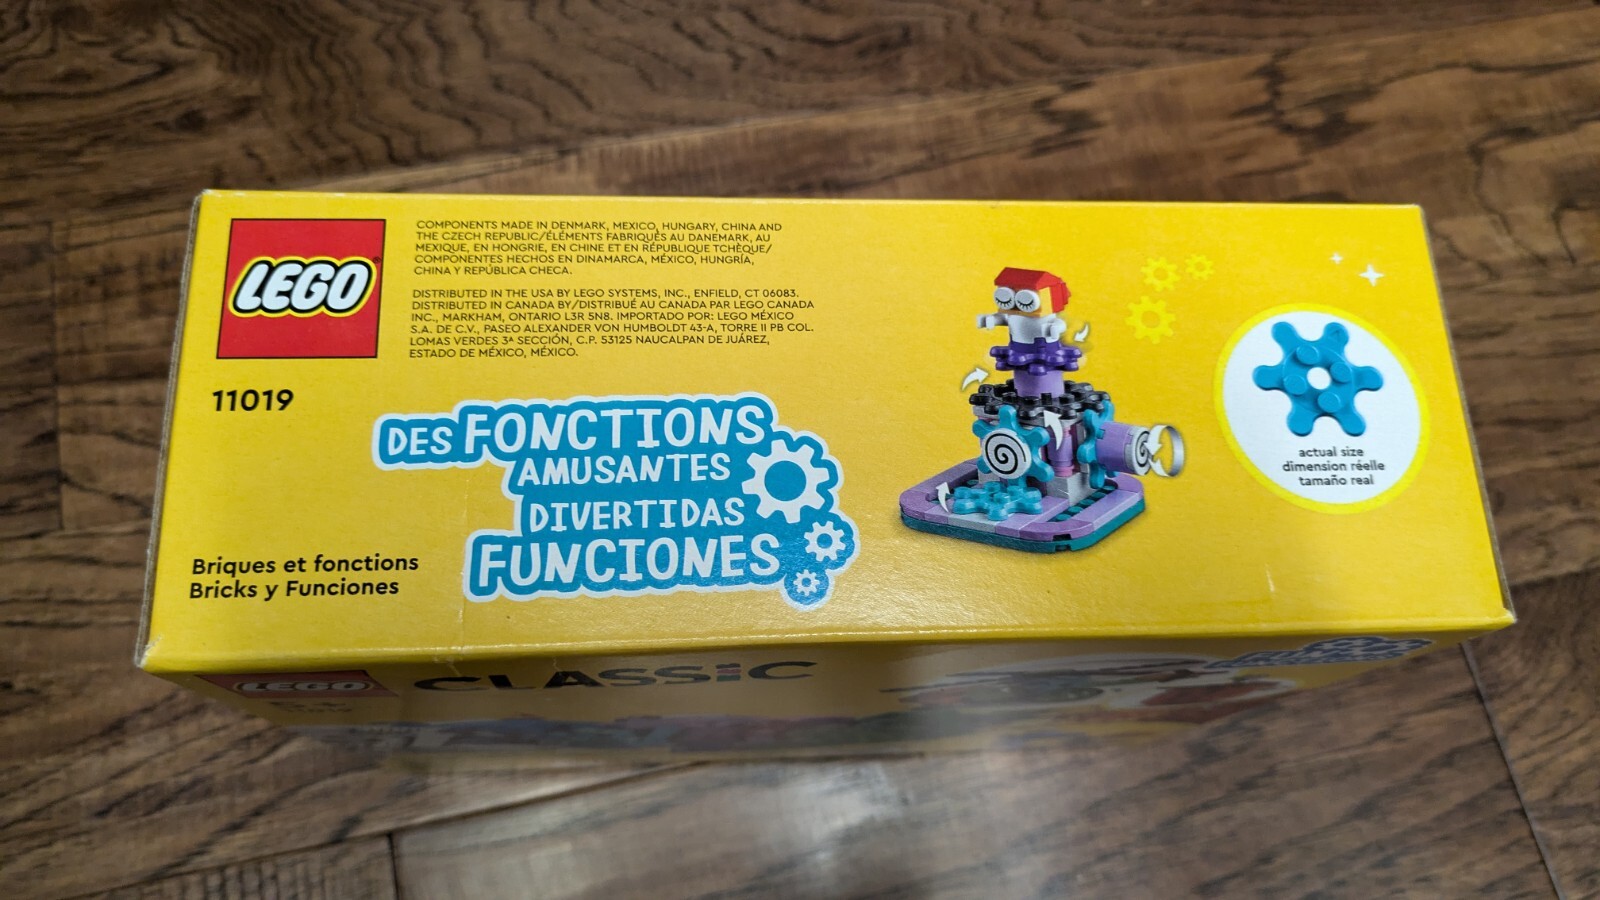 LEGO
COMPONENTS MADE IN DENMARK, MEXICO, HUNGARY, CHINA AND
THE CZECH REPUBLIC/ÉLÉMENTS FABRIQUÉS AU DANEMARK, AU
MEXIQUE, EN HONGRIE, EN CHINE ET EN RÉPUBLIQUE TCHÈQUE/
COMPONENTES HECHOS EN DINAMARCA, MÉXICO, HUNGRÍA,
CHINA Y REPÚBLICA CHECA.
DISTRIBUTED IN THE USA BY LEGO SYSTEMS, INC., ENFIELD, CT 06083.
DISTRIBUTED IN CANADA BY/DISTRIBUÉ AU CANADA PAR LEGO CANADA
INC., MARKHAM, ONTARIO L3R 5N8. IMPORTADO POR: LEGO MÉXICO
S.A. DE C.V., PASEO ALEXANDER VON HUMBOLDT 43-A, TORRE II PB COL.
LOMAS VERDES 3ª SECCIÓN, C.P. 53125 NAUCALPAN DE JUÁREZ,
ESTADO DE MÉXICO, MÉXICO.
11019
DES FONCTIONS
AMUSANTES
DIVERTIDAS
FUNCIONES
Briques et fonctions
Bricks y Funciones
actual size
dimension réelle
tamaño real
LEGO
CLASSIC